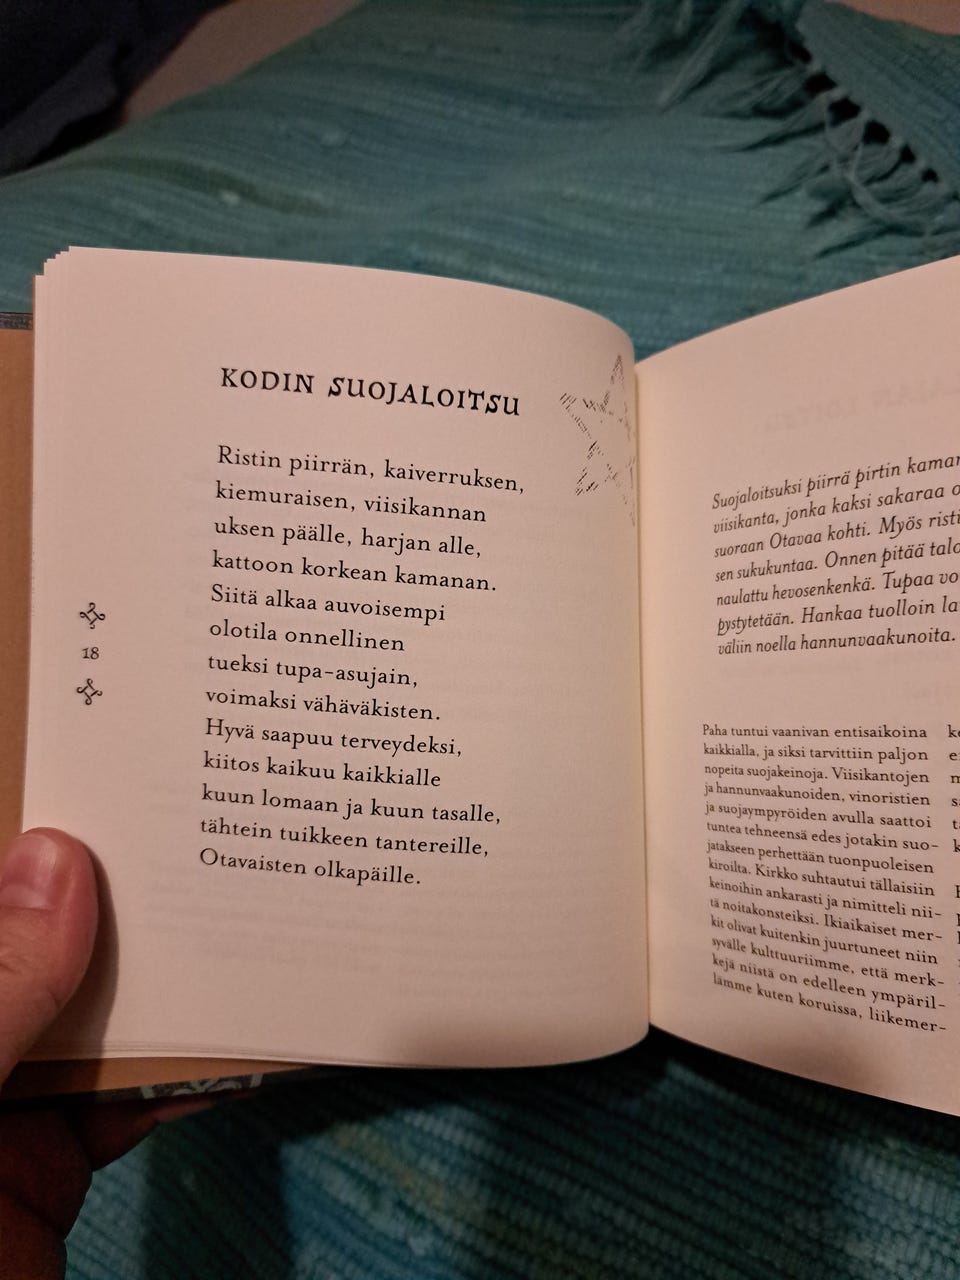 KODIN SUOJALOITSU
Ristin piirrän, kaiverruksen,
kiemuraisen, viisikannan
uksen päälle, harjan alle,
kattoon korkean kamanan.
Siitä alkaa auvoisempi
olotila onnellinen
tueksi tupa-asujain,
voimaksi vähäväkisten.
Hyvä saapuu terveydeksi,
kiitos kaikuu kaikkialle
kuun lomaan ja kuun tasalle,
tähtein tuikkeen tantereille,
Otavaisten olkapäille.
18
Suojaloitsuksi piirrä pirtin
viisikanta, jonka kaksi sakaraa
suoraan Otavaa kohti. Myös
sen sukukuntaa. Onnen pitää
naulattu hevosenkenkä. Tupaa
pystytetään. Hankaa tuolloin
väliin noella hannunvaakunoita.
Paha tuntui vaanivan entisaikoina
kaikkialla, ja siksi tarvittiin paljon
nopeita suojakeinoja. Viisikantojen
ja hannunvaakunoiden, vinoristien
ja suojaympyröiden avulla saattoi
tuntea tehneensä edes jotakin suo-
jatakseen perhettään tuonpuoleisen
kiroilta. Kirkko suhtautui tällaisiin
keinoihin ankarasti ja nimitteli nii-
tä noitakonsteiksi. Ikiaikaiset mer-
kit olivat kuitenkin juurtuneet niin
syvälle kulttuuriimme, että merk-
kejä niistä on edelleen ympäril-
lämme kuten koruissa, liikemer-